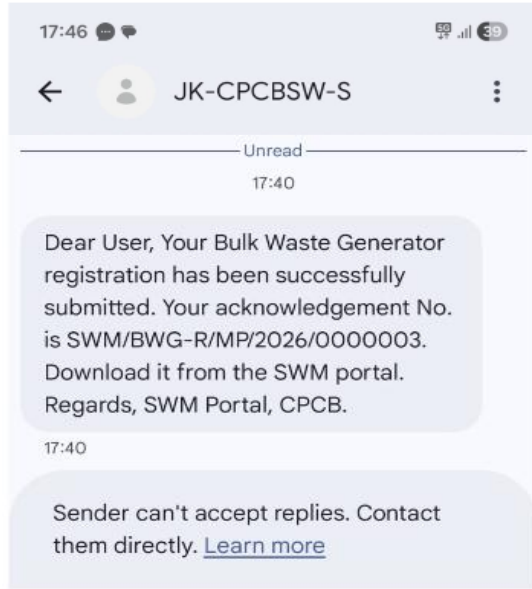 17:46
5G
39
JK-CPCBSW-S
Unread
17:40
Dear User, Your Bulk Waste Generator
registration has been successfully
submitted. Your acknowledgement No.
is SWM/BWG-R/MP/2026/0000003.
Download it from the SWM portal.
Regards, SWM Portal, CPCB.
17:40
Sender can't accept replies. Contact
them directly. Learn more